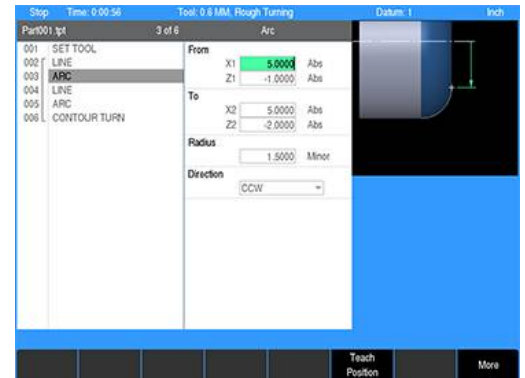 Stop Time: 0:00:56 Tool: 0.6 MM, Rough Turning Datum: 1 Inch
Part001.tpt 3 of 6 Arc
001 SET TOOL
002 LINE
003 ARC
004 LINE
005 ARC
006 CONTOUR TURN
From
X1 5.0000 Abs
Z1 -1.0000 Abs
To
X2 5.0000 Abs
Z2 -2.0000 Abs
Radius
1.5000 Minor
Direction
CCW
Teach
Position
More